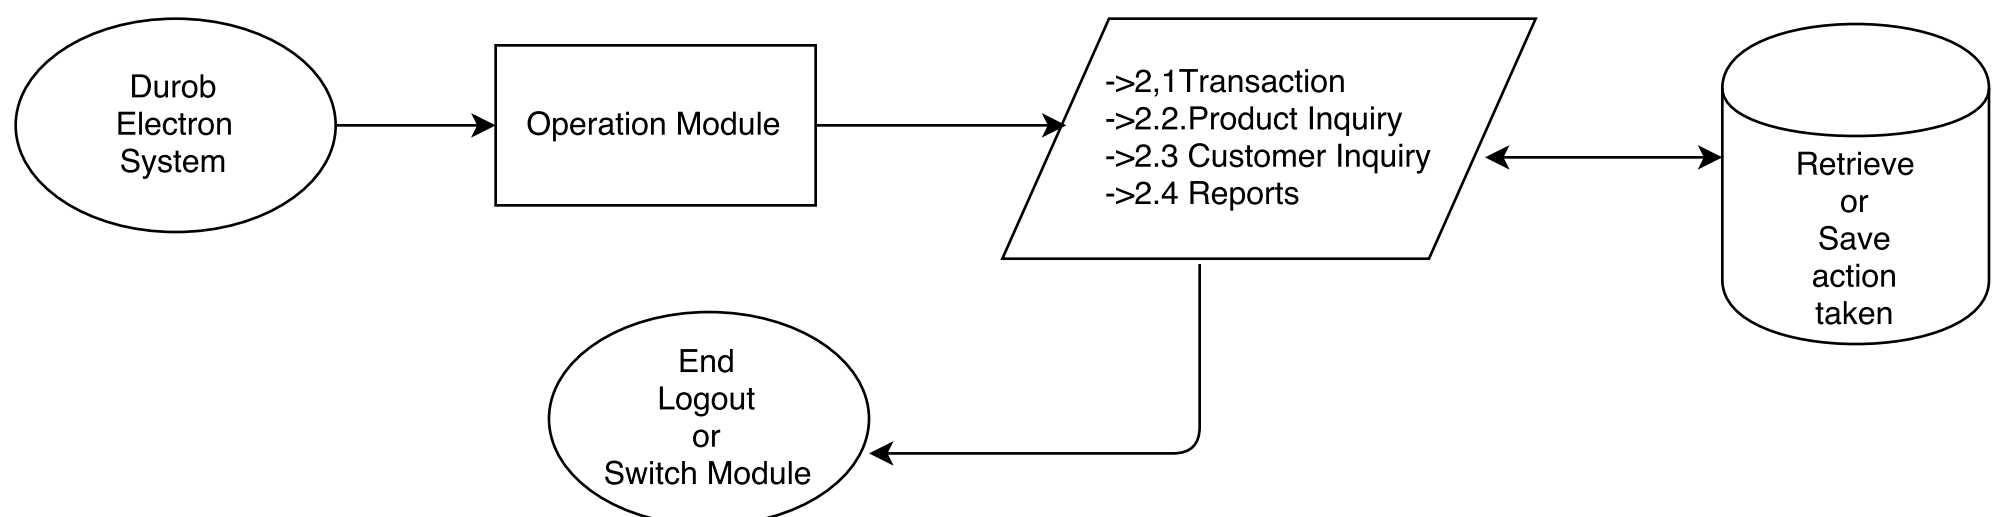 Durob
Electron
System
Operation Module
->2,1Transaction
->2.2.Product Inquiry
->2.3 Customer Inquiry
->2.4 Reports
Retrieve
or
Save
action
taken
End
Logout
or
Switch Module